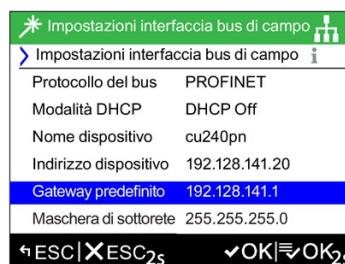 Impostazioni interfaccia bus di campo
Impostazioni interfaccia bus di campo i
Protocollo del bus PROFINET
Modalità DHCP DHCP Off
Nome dispositivo cu240pn
Indirizzo dispositivo 192.128.141.20
Gateway predefinito 192.128.141.1
Maschera di sottorete 255.255.255.0
ESC|ESC2s OK|OK2s